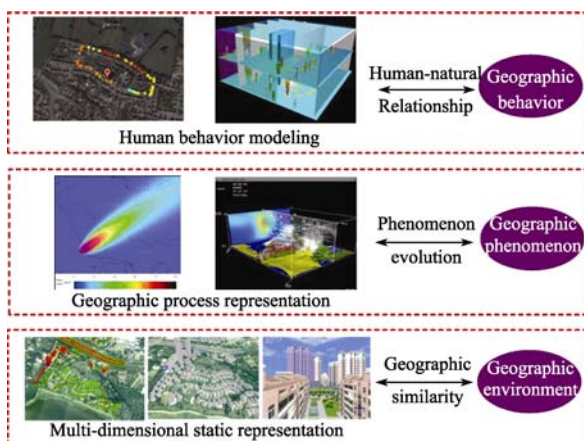 Human-natural
Relationship
Geographic
behavior
Human behavior modeling
Phenomenon
evolution
Geographic
phenomenon
Geographic process representation
Geographic
similarity
Geographic
environment
Multi-dimensional static representation